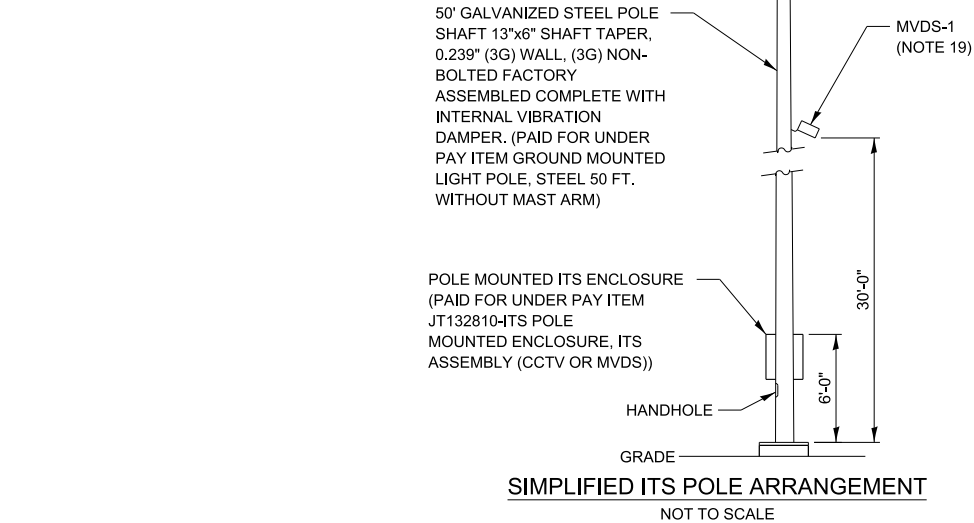 50' GALVANIZED STEEL POLE
SHAFT 13"x6" SHAFT TAPER,
0.239" (3G) WALL, (3G) NON-
BOLTED FACTORY
ASSEMBLED COMPLETE WITH
INTERNAL VIBRATION
DAMPER. (PAID FOR UNDER
PAY ITEM GROUND MOUNTED
LIGHT POLE, STEEL 50 FT.
WITHOUT MAST ARM)
MVDS-1
(NOTE 19)
POLE MOUNTED ITS ENCLOSURE
(PAID FOR UNDER PAY ITEM
JT132810-ITS POLE
MOUNTED ENCLOSURE, ITS
ASSEMBLY (CCTV OR MVDS))
30'-0"
6'-0"
HANDHOLE
GRADE
SIMPLIFIED ITS POLE ARRANGEMENT
NOT TO SCALE